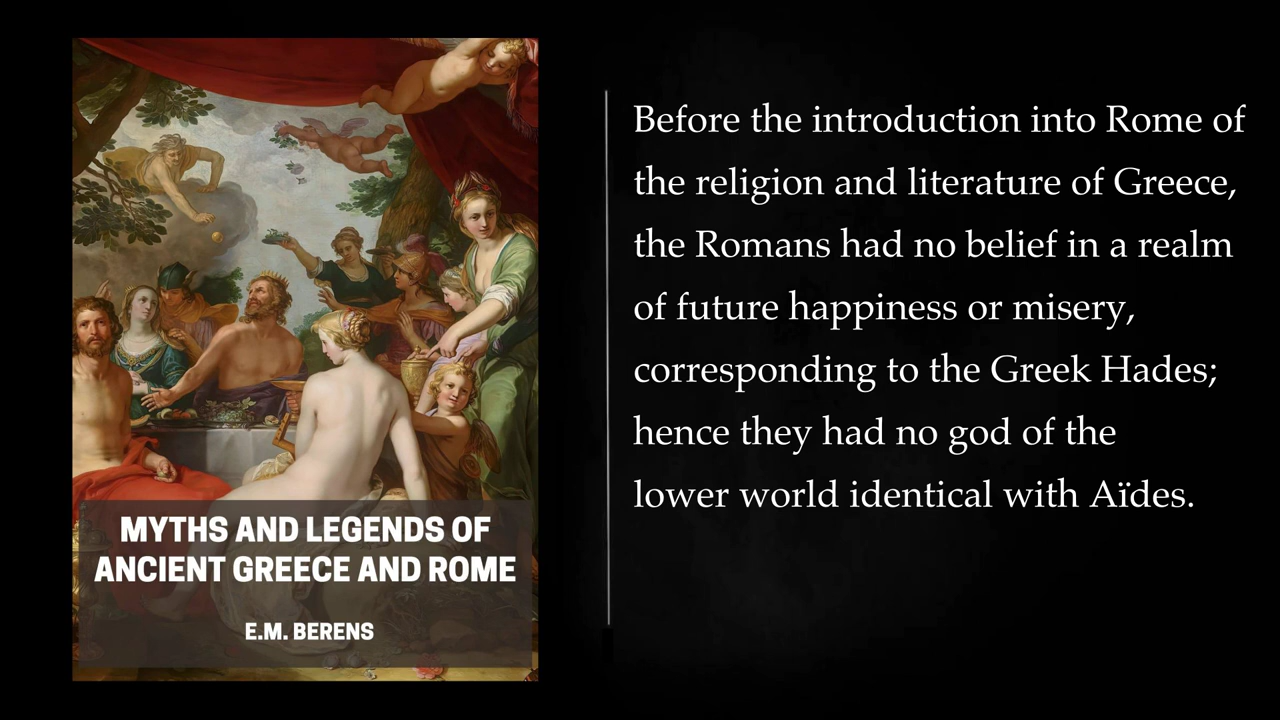 MYTHS AND LEGENDS OF
ANCIENT GREECE AND ROME
E.M. BERENS
Before the introduction into Rome of
the religion and literature of Greece,
the Romans had no belief in a realm
of future happiness or misery,
corresponding to the Greek Hades;
hence they had no god of the
lower world identical with Aïdes.